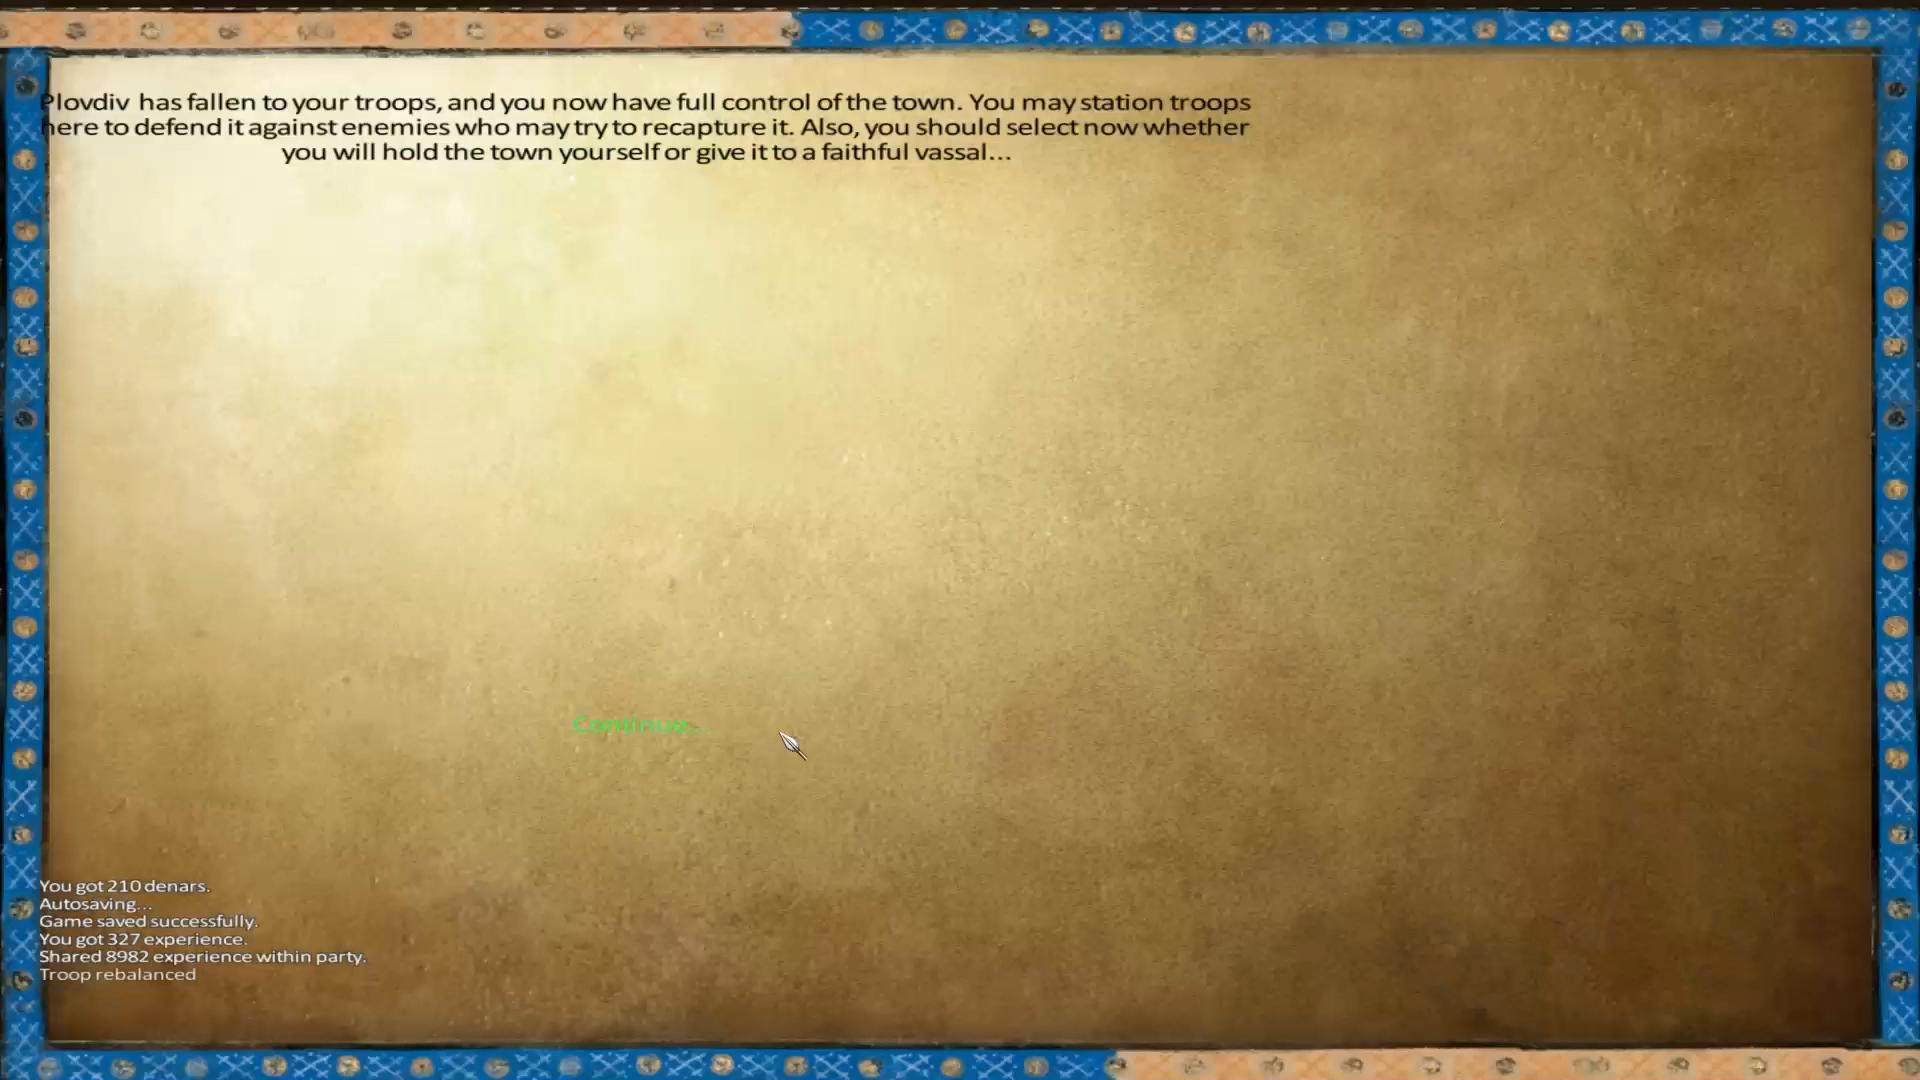 Plovdiv has fallen to your troops, and you now have full control of the town. You may station troops
here to defend it against enemies who may try to recapture it. Also, you should select now whether
you will hold the town yourself or give it to a faithful vassal...
Continue...
You got 210 denars.
Autosaving...
Game saved successfully.
You got 327 experience.
Shared 8982 experience within party.
Troop rebalanced